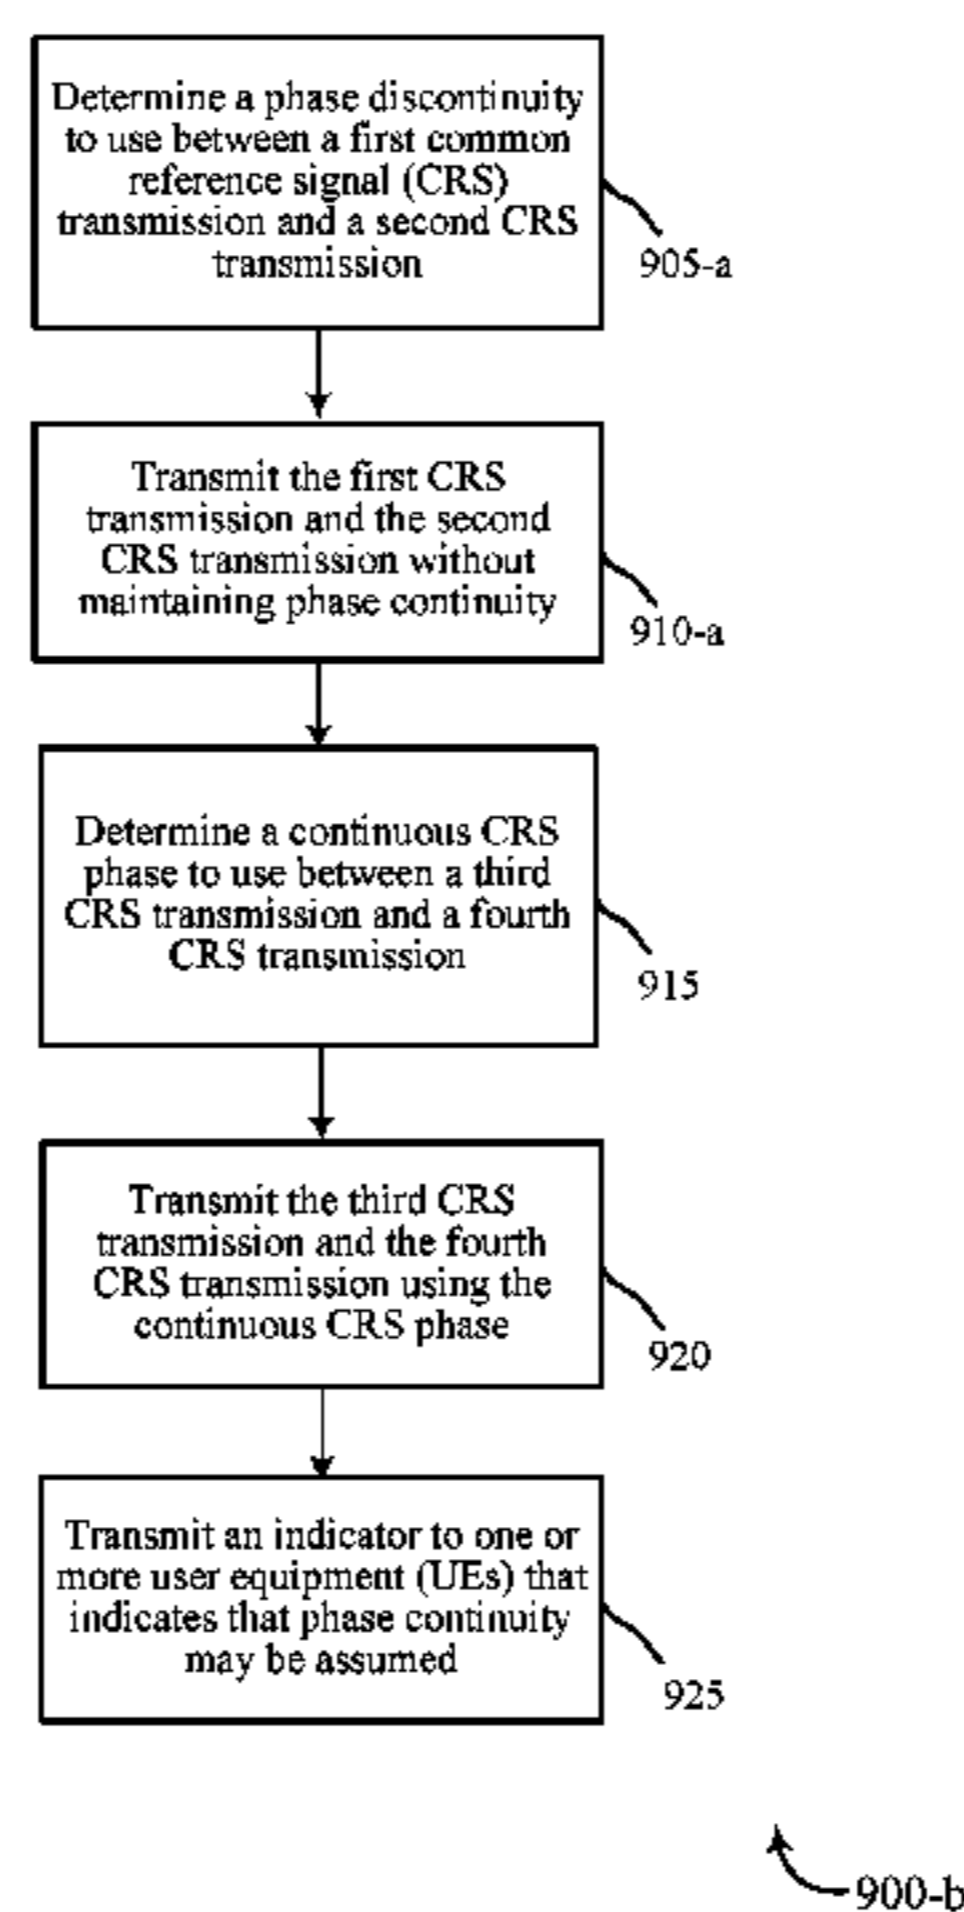 Determine a phase discontinuity
to use between a first common
reference signal (CRS)
transmission and a second CRS
transmission
905-a
Transmit the first CRS
transmission and the second
CRS transmission without
maintaining phase continuity
910-a
Determine a continuous CRS
phase to use between a third
CRS transmission and a fourth
CRS transmission
915
Transmit the third CRS
transmission and the fourth
CRS transmission using the
continuous CRS phase
920
Transmit an indicator to one or
more user equipment (UEs) that
indicates that phase continuity
may be assumed
925
900-b